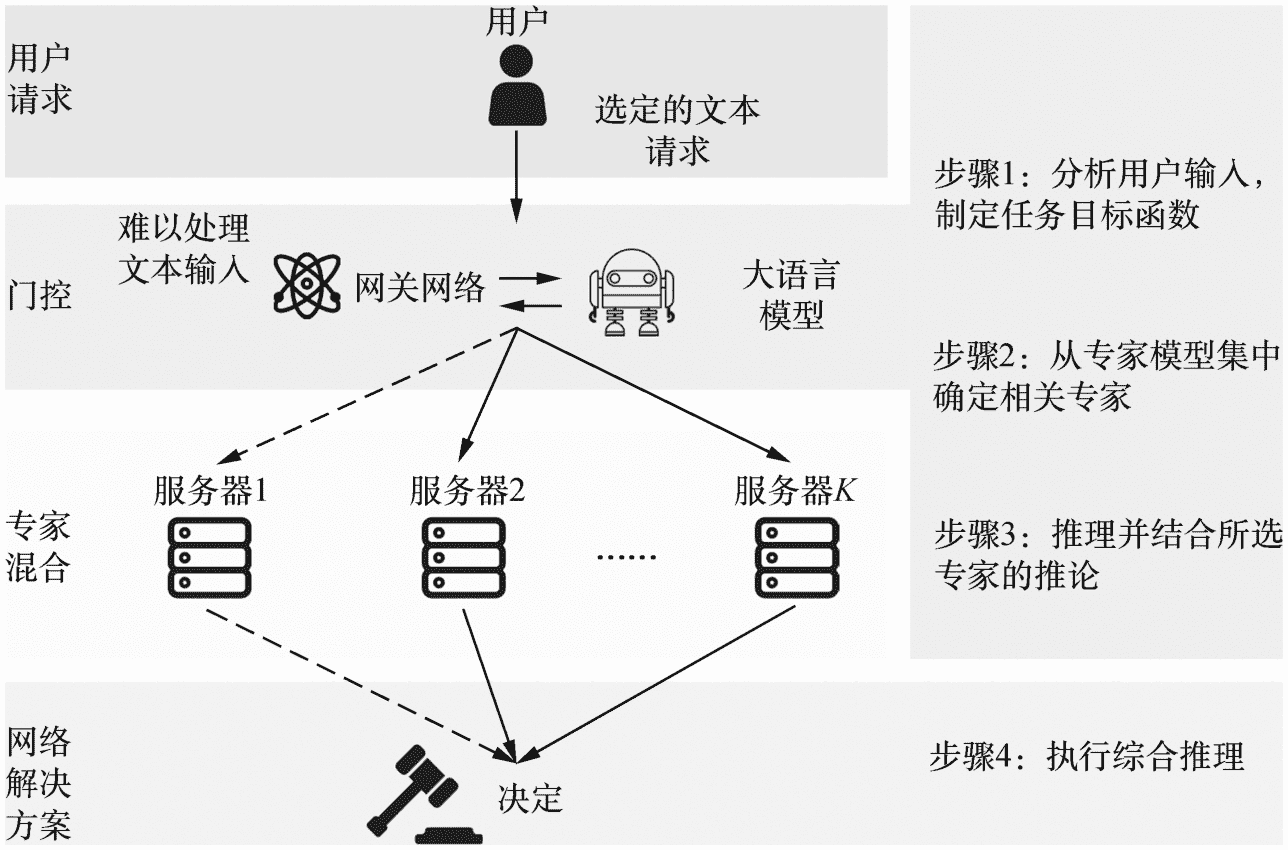 用户
请求
用户
选定的文本
请求
门控
难以处理
文本输入
网关网络
大语言
模型
专家
混合
服务器1
服务器2
……
服务器K
网络
解决
方案
决定
步骤1：分析用户输入，
制定任务目标函数
步骤2：从专家模型集中
确定相关专家
步骤3：推理并结合所选
专家的推论
步骤4：执行综合推理